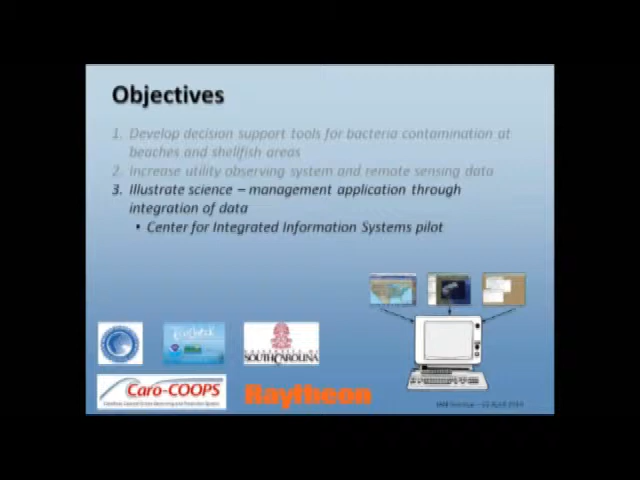 Objectives
1. Develop decision support tools for bacteria contamination at
beaches and shellfish areas
2. Increase utility observing system and remote sensing data
3. Illustrate science – management application through
integration of data
• Center for Integrated Information Systems pilot
UNIVERSITY OF
SOUTH CAROLINA
Caro-COOPS
Raytheon